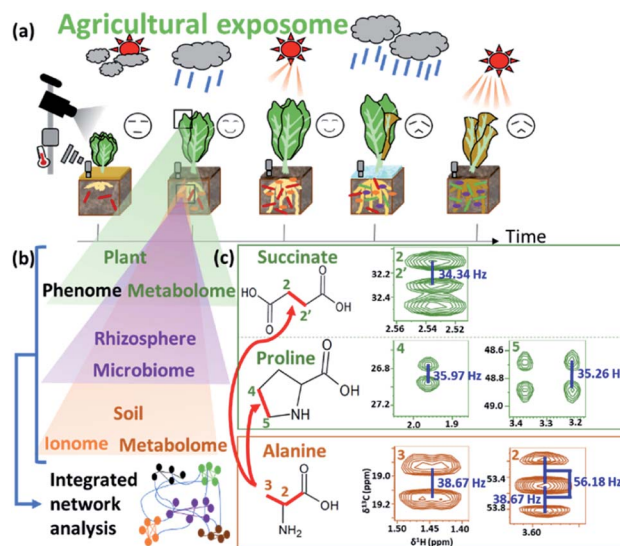 Agricultural exposome
(a)
Time
(b)
Plant
Phenome Metabolome
Rhizosphere
Microbiome
Soil
Ionome Metabolome
Integrated
network
analysis
(c)
Succinate
2
O
HO
OH
2'
O
2
2'
34.34 Hz
32.2
32.4
2.56 2.54 2.52
Proline
O
4
OH
5
NH
4
35.97 Hz
26.8
27.2
2.0 1.9
5
35.26 Hz
48.6
48.8
49.0
3.4 3.3 3.2
Alanine
O
3
2
OH
NH2
3
38.67 Hz
19.0
19.2
δ13C (ppm)
1.50 1.45 1.40
2
56.18 Hz
38.67 Hz
53.4
53.8
δ13C (ppm)
3.60
δ1H (ppm)